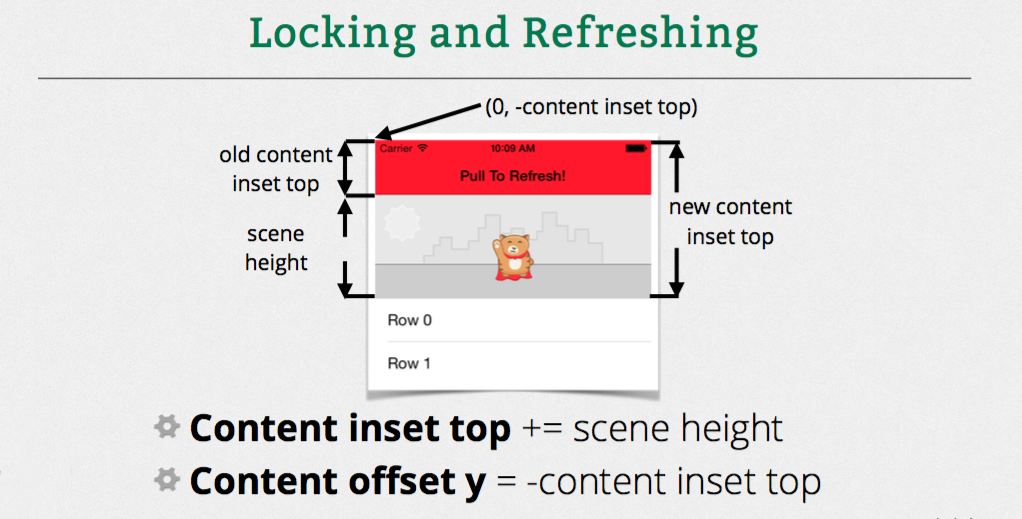 Locking and Refreshing
(0, -content inset top)
old content
inset top
Carrier
10:09 AM
Pull To Refresh!
scene
height
new content
inset top
Row 0
Row 1
Content inset top += scene height
Content offset y = -content inset top